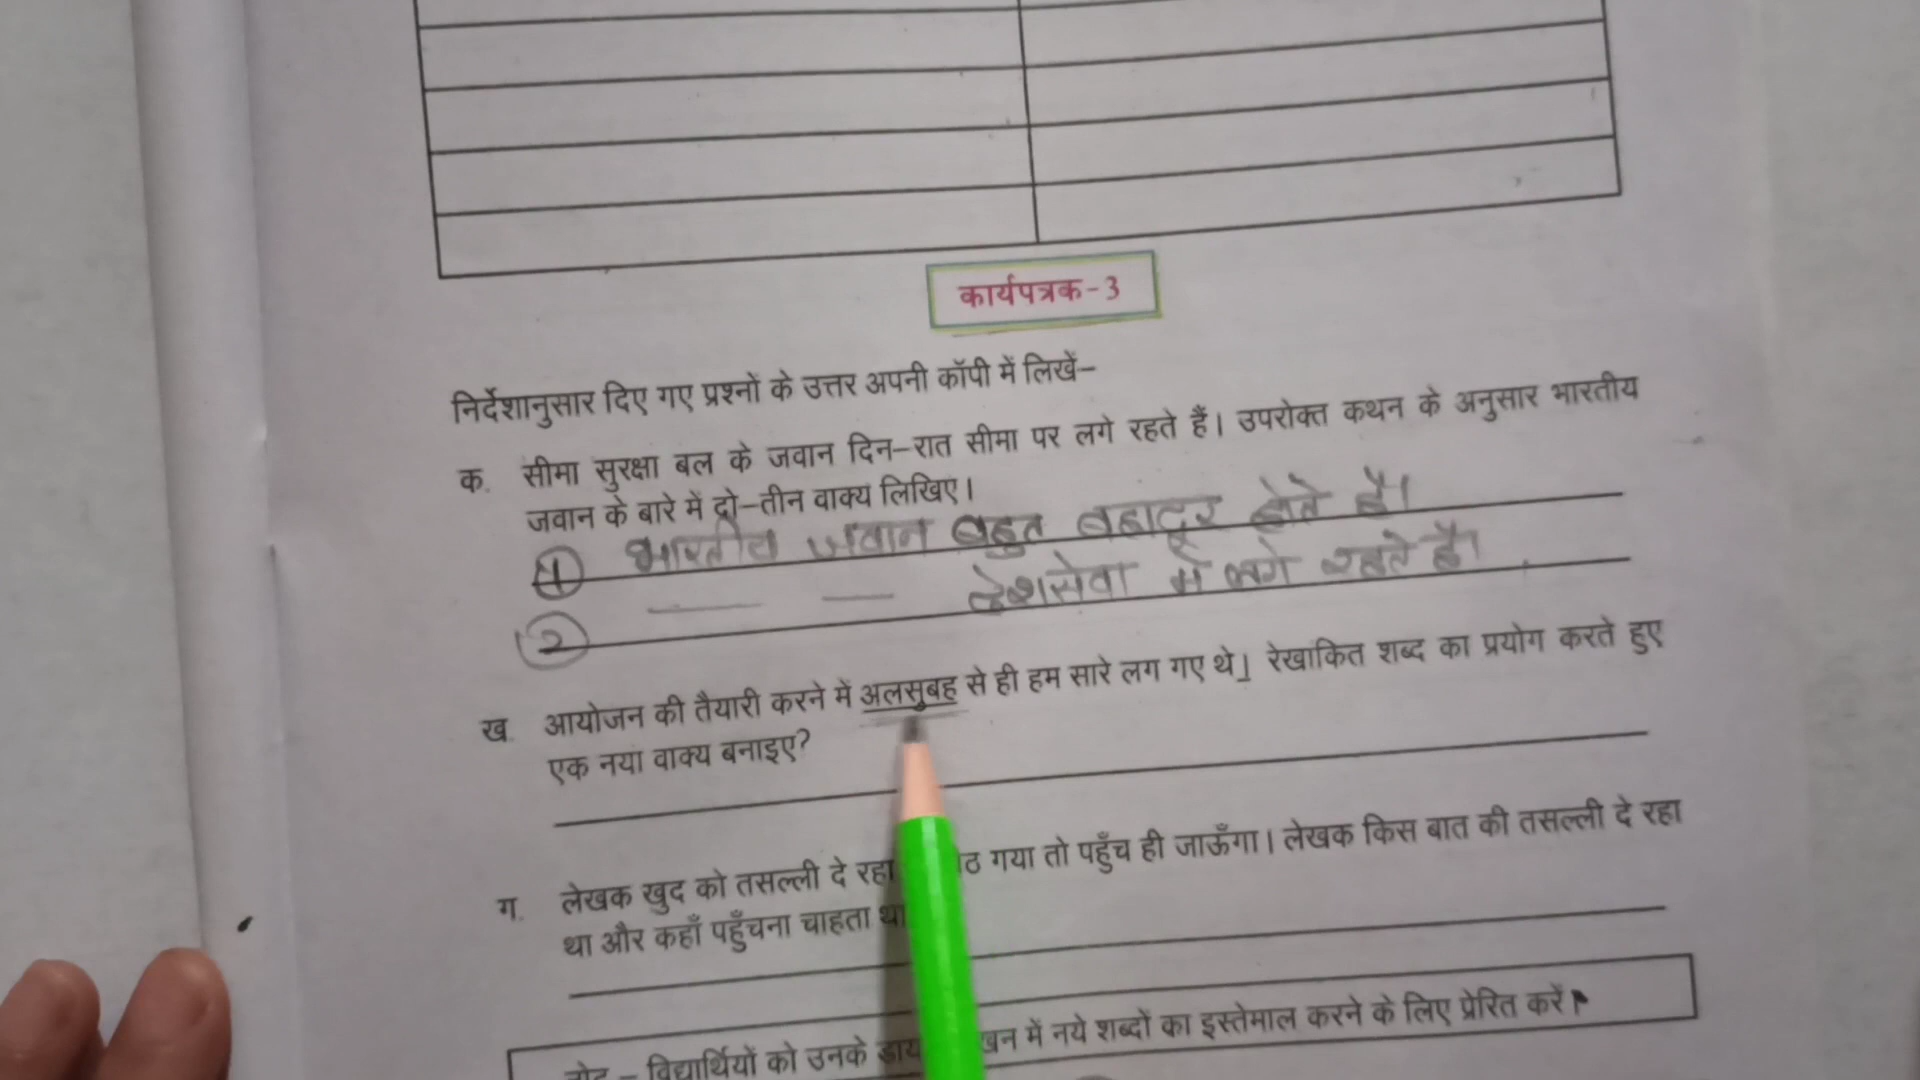 कार्यपत्रक-3
निर्देशानुसार दिए गए प्रश्नों के उत्तर अपनी कॉपी में लिखें–
क. सीमा सुरक्षा बल के जवान दिन–रात सीमा पर लगे रहते हैं। उपरोक्त कथन के अनुसार भारतीय
जवान के बारे में दो–तीन वाक्य लिखिए।
1 भारतीय जवान बहुत बहादूर होते है।
2 देशसेवा में लगे रहते है।
ख. आयोजन की तैयारी करने में अलसुबह से ही हम सारे लग गए थे। रेखाकित शब्द का प्रयोग करते हुए
एक नया वाक्य बनाइए?
ग. लेखक खुद को तसल्ली दे रहा गया तो पहुँच ही जाऊँगा। लेखक किस बात की तसल्ली दे रहा
था और कहाँ पहुँचना चाहता था
नोट – विद्यार्थियों को उनके में नये शब्दों का इस्तेमाल करने के लिए प्रेरित करें।